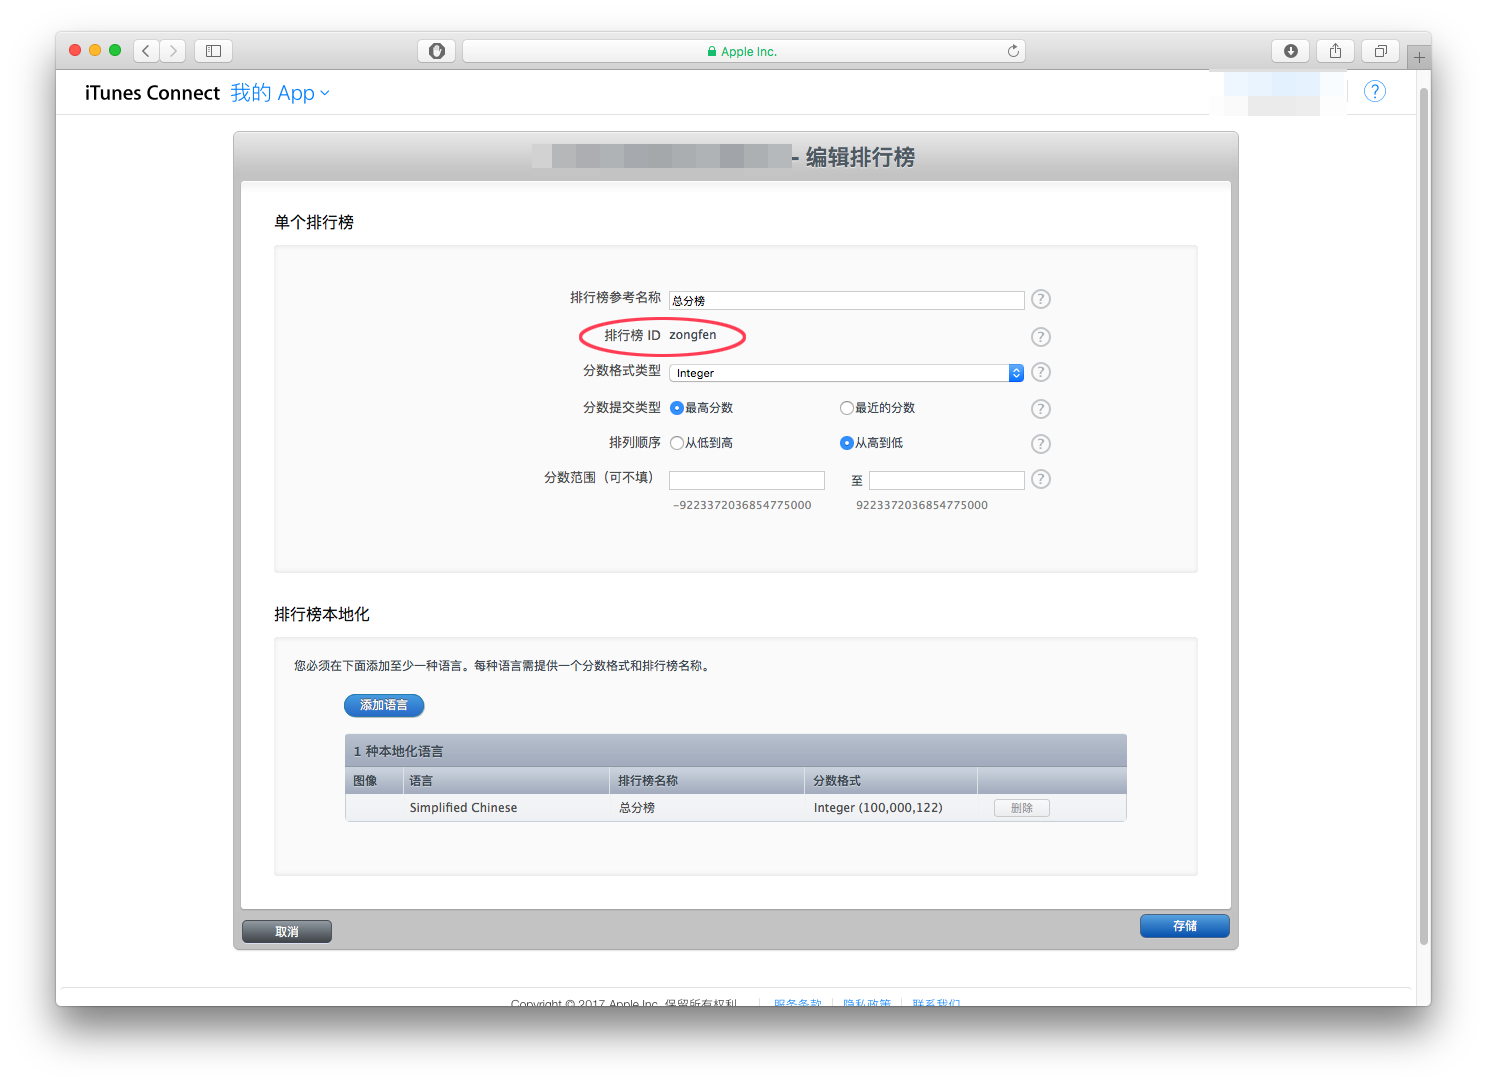 Apple Inc.
iTunes Connect 我的 App
- 编辑排行榜
单个排行榜
排行榜参考名称 总分榜 ?
排行榜 ID zongfen ?
分数格式类型 Integer ?
分数提交类型 最高分数 最近的分数 ?
排列顺序 从低到高 从高到低 ?
分数范围（可不填） 至 ?
-9223372036854775000 9223372036854775000
排行榜本地化
您必须在下面添加至少一种语言。每种语言需提供一个分数格式和排行榜名称。
添加语言
1 种本地化语言
图像 语言 排行榜名称 分数格式
Simplified Chinese 总分榜 Integer (100,000,122) 删除
取消 存储
Copyright © 2017 Apple Inc. 保留所有权利 服务条款 隐私政策 联系我们